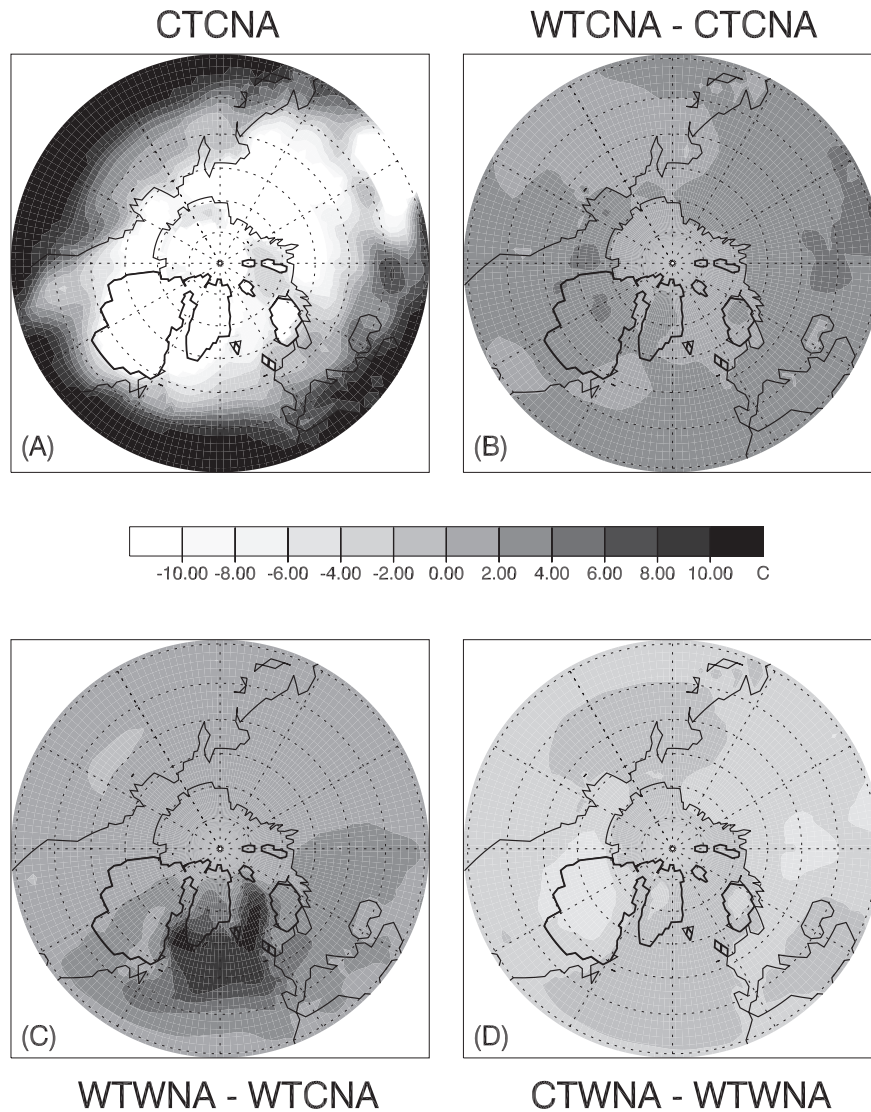 CTCNA
WTCNA - CTCNA
(A)
(B)
-10.00 -8.00 -6.00 -4.00 -2.00 0.00 2.00 4.00 6.00 8.00 10.00 C
(C)
(D)
WTWNA - WTCNA
CTWNA - WTWNA